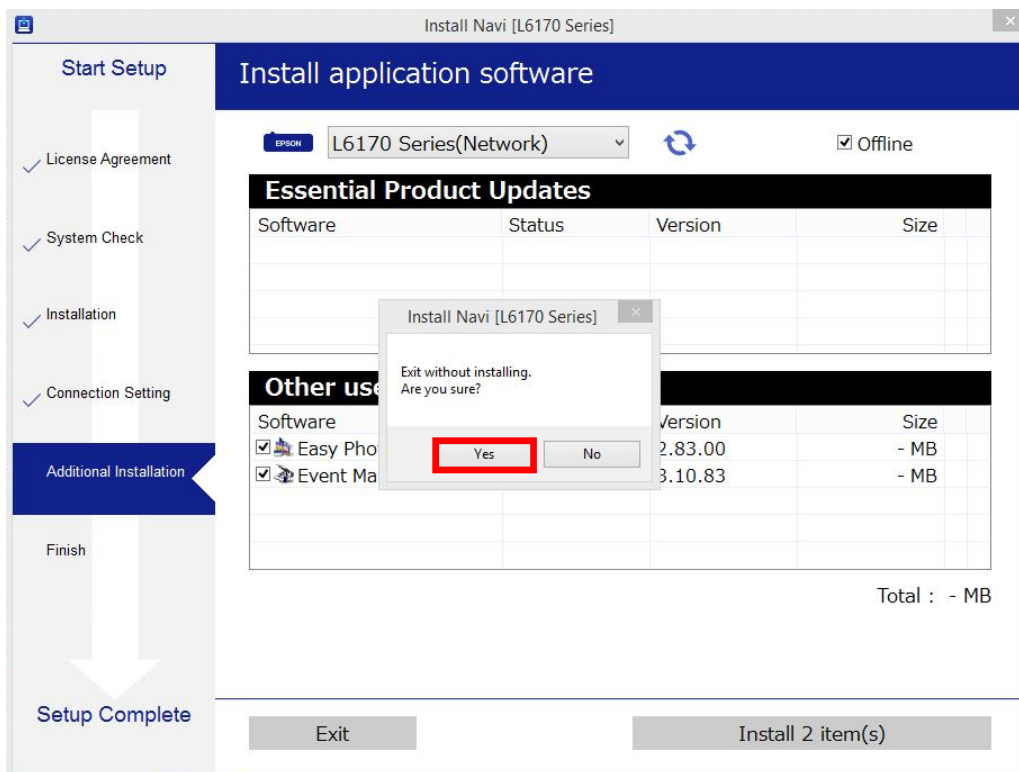 Install Navi [L6170 Series]
Start Setup
License Agreement
System Check
Installation
Connection Setting
Additional Installation
Finish
Setup Complete
Install application software
EPSON
L6170 Series(Network)
Offline
Essential Product Updates
Software Status Version Size
Install Navi [L6170 Series]
Exit without installing.
Are you sure?
Yes No
Other use
Software Version Size
Easy Pho 2.83.00 - MB
Event Ma 3.10.83 - MB
Total : - MB
Exit
Install 2 item(s)